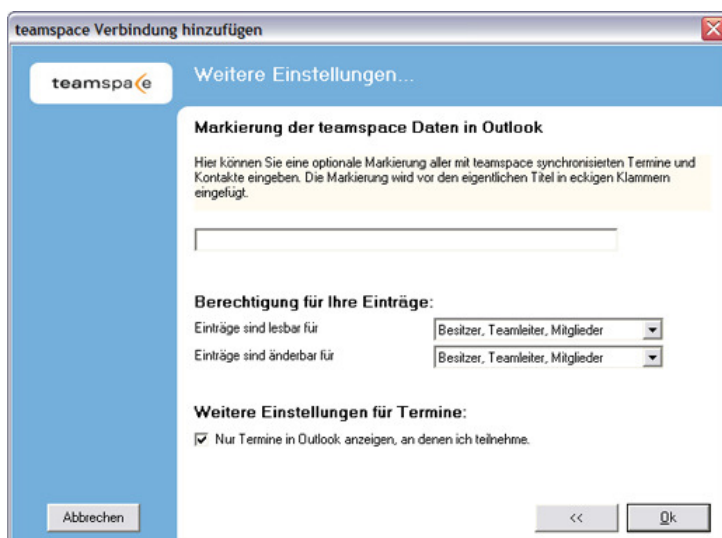 teamspace Verbindung hinzufügen
teamspace
Weitere Einstellungen...
Markierung der teamspace Daten in Outlook
Hier können Sie eine optionale Markierung aller mit teamspace synchronisierten Termine und
Kontakte eingeben. Die Markierung wird vor den eigentlichen Titel in eckigen Klammern
eingefügt.
Berechtigung für Ihre Einträge:
Einträge sind lesbar für Besitzer, Teamleiter, Mitglieder
Einträge sind änderbar für Besitzer, Teamleiter, Mitglieder
Weitere Einstellungen für Termine:
Nur Termine in Outlook anzeigen, an denen ich teilnehme.
Abbrechen << Ok